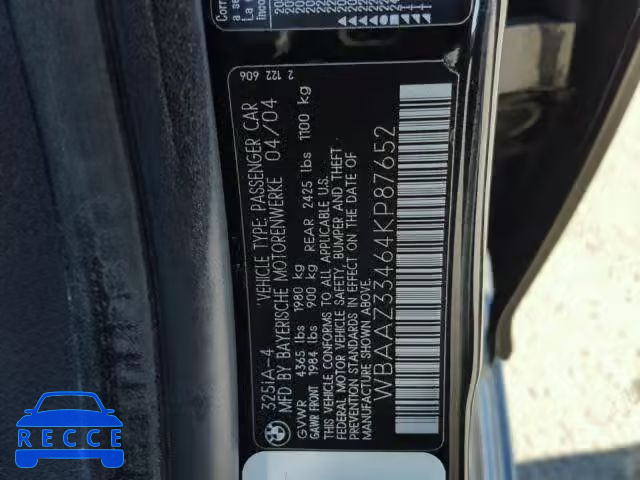 325iA-4
VEHICLE TYPE: PASSENGER CAR
MFD BY BAYERISCHE MOTORENWERKE 04/04
GVWR 4365 lbs 1980 kg
GAWR FRONT 1984 lbs 900 kg REAR 2425 lbs 1100 kg
THIS VEHICLE CONFORMS TO ALL APPLICABLE U.S.
FEDERAL MOTOR VEHICLE SAFETY, BUMPER AND THEFT
PREVENTION STANDARDS IN EFFECT ON THE DATE OF
MANUFACTURE SHOWN ABOVE.
WBAAZ33464KP87652
2 122 606
RECCE